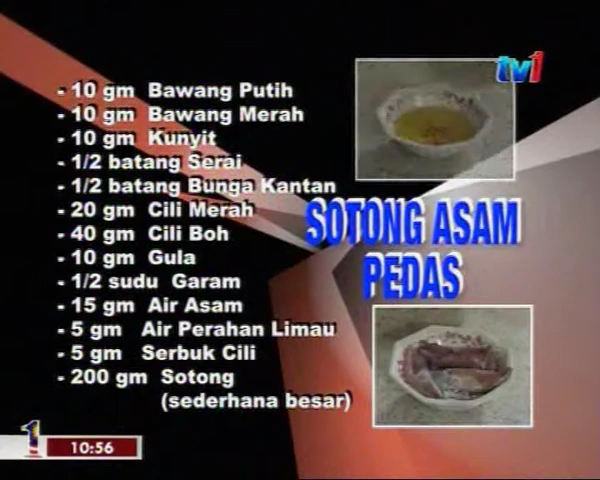 tv1
- 10 gm Bawang Putih
- 10 gm Bawang Merah
- 10 gm Kunyit
- 1/2 batang Serai
- 1/2 batang Bunga Kantan
- 20 gm Cili Merah
- 40 gm Cili Boh
- 10 gm Gula
- 1/2 sudu Garam
- 15 gm Air Asam
- 5 gm Air Perahan Limau
- 5 gm Serbuk Cili
- 200 gm Sotong
(sederhana besar)
SOTONG ASAM
PEDAS
1
10:56